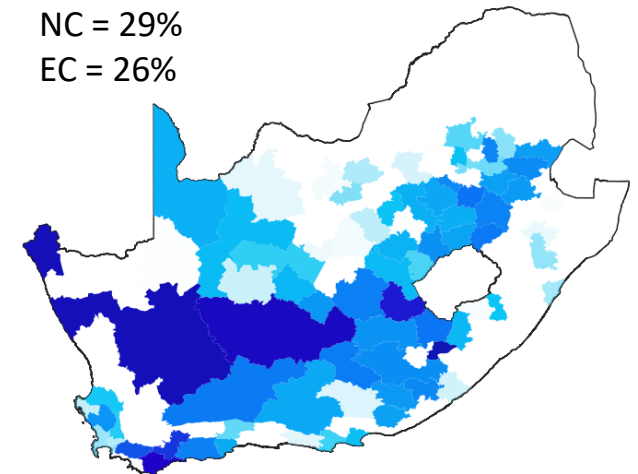 NC = 29%
EC = 26%